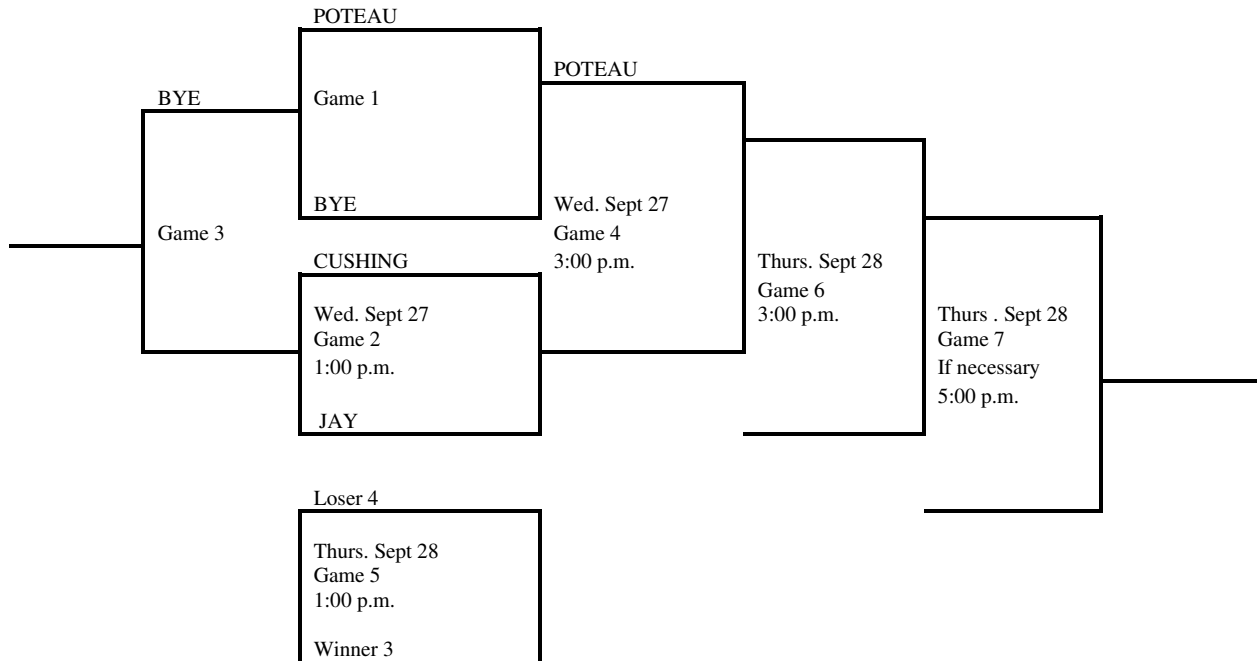 POTEAU
POTEAU
BYE
Game 1
BYE
Wed. Sept 27
Game 3
Game 4
CUSHING
3:00 p.m.
Thurs. Sept 28
Game 6
Wed. Sept 27
3:00 p.m.
Thurs . Sept 28
Game 2
Game 7
1:00 p.m.
If necessary
5:00 p.m.
JAY
Loser 4
Thurs. Sept 28
Game 5
1:00 p.m.
Winner 3